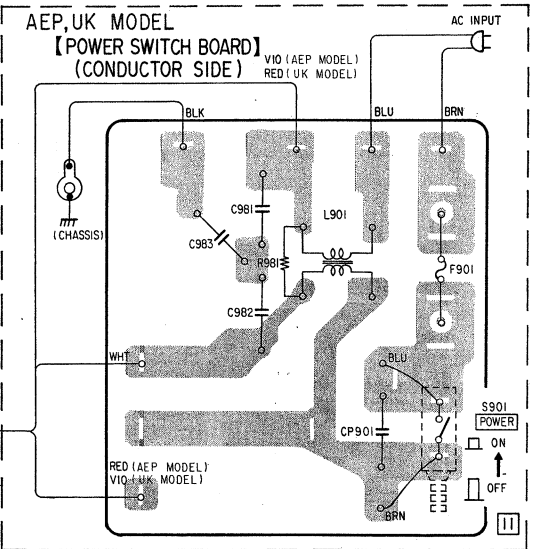 AEP,UK MODEL
【POWER SWITCH BOARD】
(CONDUCTOR SIDE)
AC INPUT
V10 (AEP MODEL)
RED (UK MODEL)
BLK
BLU
BRN
(CHASSIS)
C981
L901
C983
R981
F901
C982
WHT
BLU
S901
POWER
CP901
ON
RED (AEP MODEL)
V10 (UK MODEL)
OFF
BRN
11